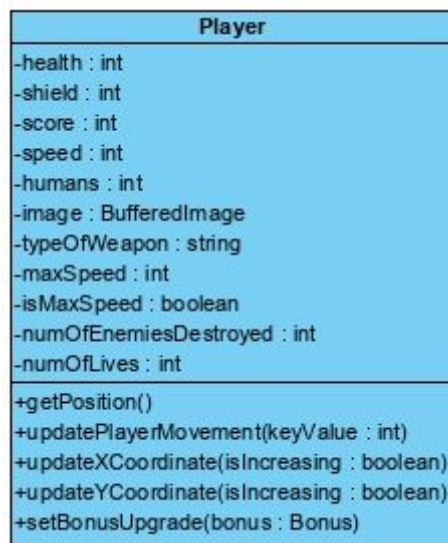 Player
-health : int
-shield : int
-score : int
-speed : int
-humans : int
-image : BufferedImage
-typeOfWeapon : string
-maxSpeed : int
-isMaxSpeed : boolean
-numOfEnemiesDestroyed : int
-numOfLives : int
+getPosition()
+updatePlayerMovement(keyValue : int)
+updateXCoordinate(isIncreasing : boolean)
+updateYCoordinate(isIncreasing : boolean)
+setBonusUpgrade(bonus : Bonus)